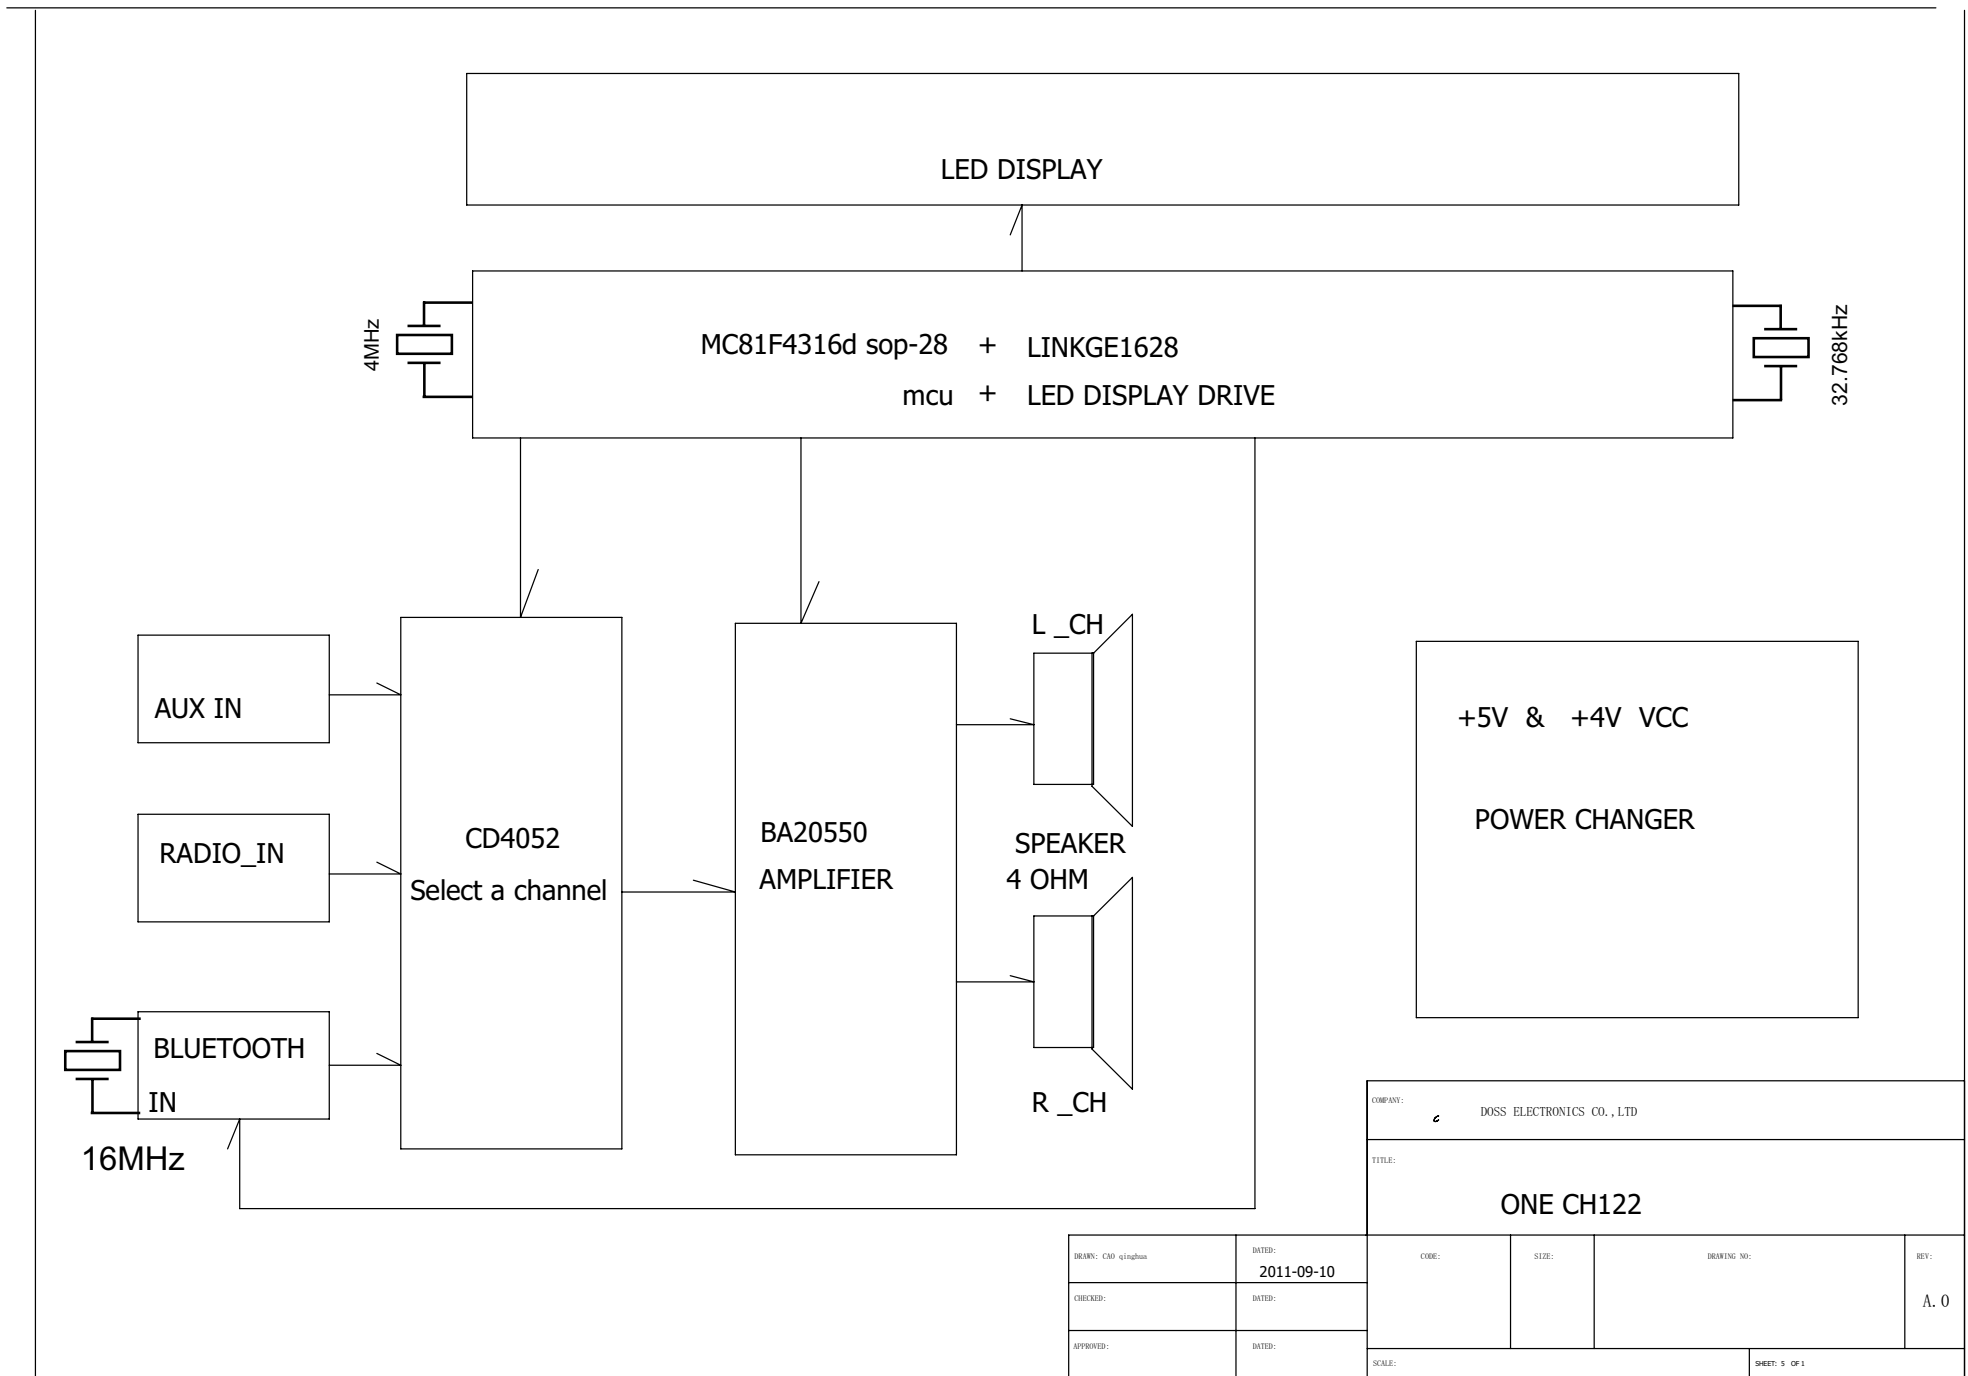 LED DISPLAY
4MHz
MC81F4316d sop-28 + LINKGE1628
mcu + LED DISPLAY DRIVE
32.768kHz
L _CH
AUX IN
+5V & +4V VCC
POWER CHANGER
RADIO_IN
CD4052
Select a channel
BA20550
AMPLIFIER
SPEAKER
4 OHM
BLUETOOTH
IN
16MHz
R _CH
COMPANY:
DOSS ELECTRONICS CO.,LTD
TITLE:
ONE CH122
DRAWN: CAO qinghua
DATED:
2011-09-10
CODE:
SIZE:
DRAWING NO:
REV:
A.0
CHECKED:
DATED:
APPROVED:
DATED:
SCALE:
SHEET: 5 OF 1